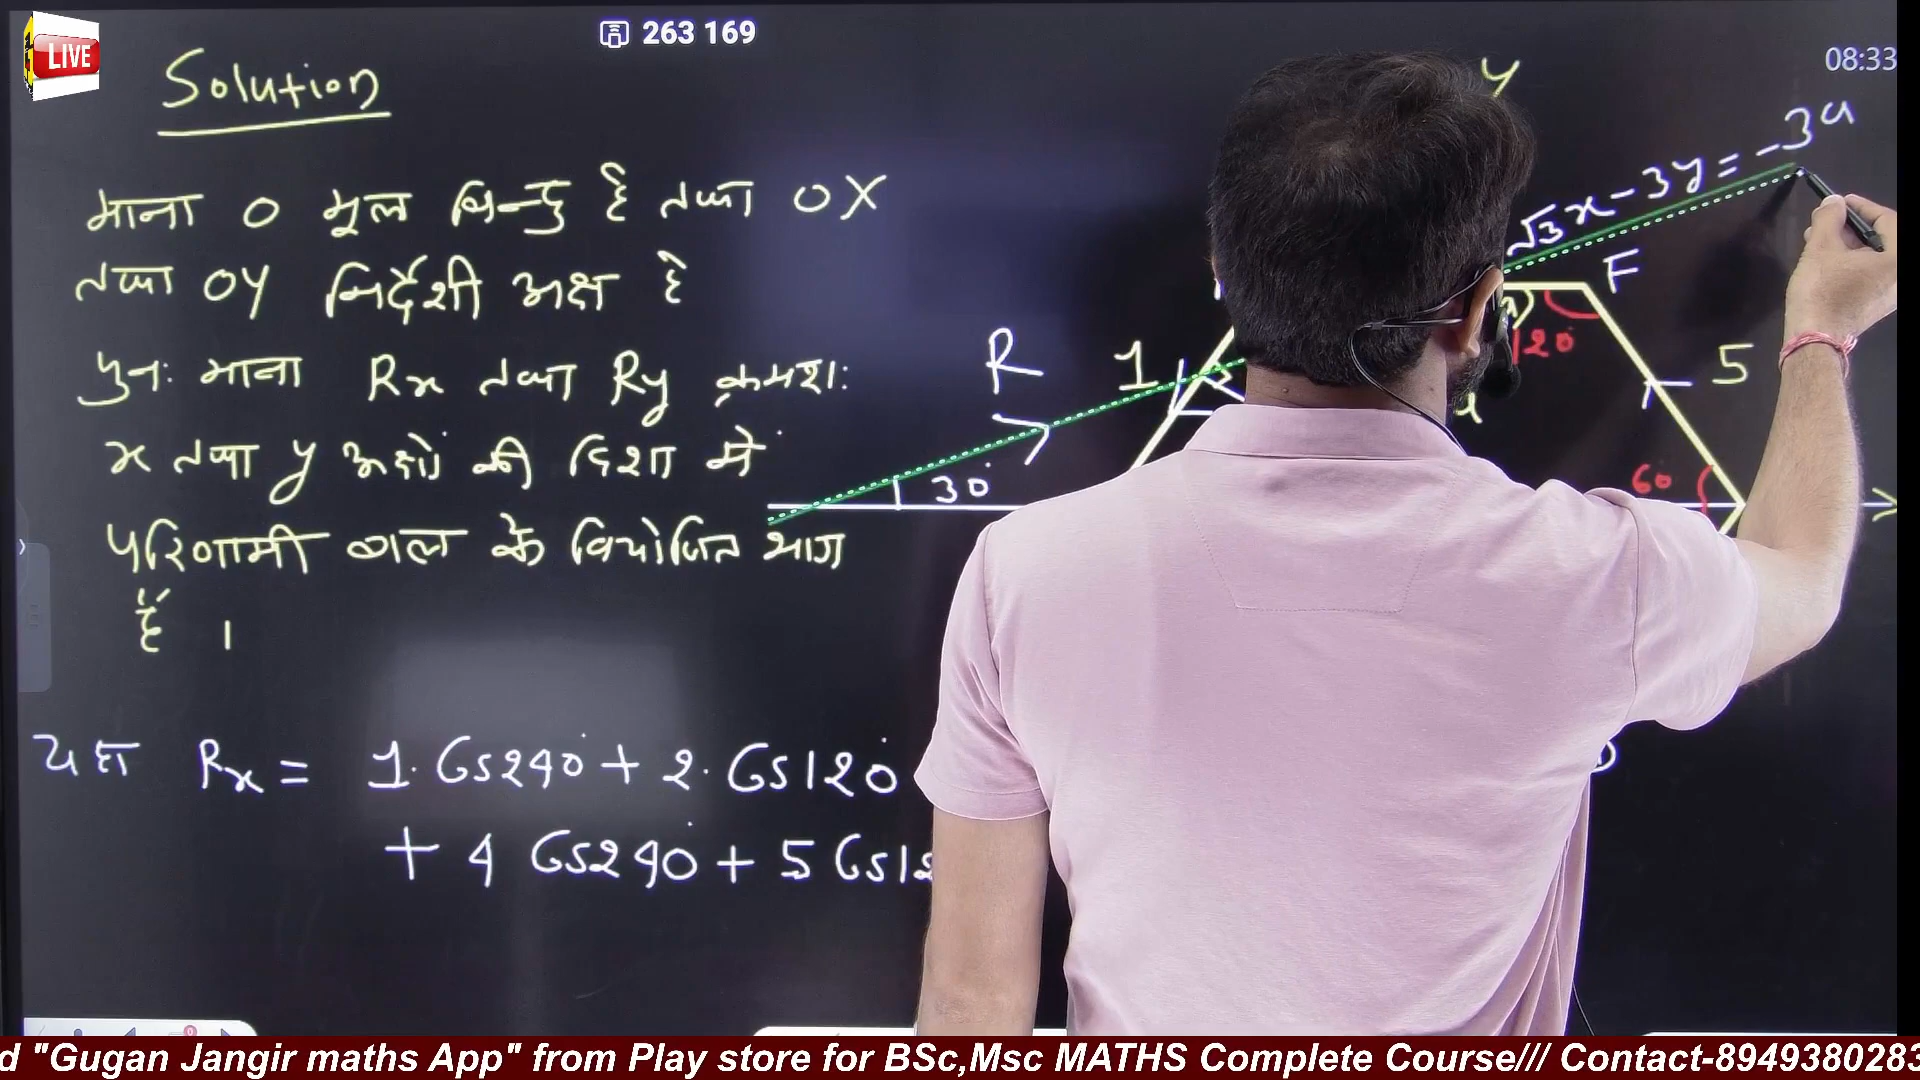 LIVE
263 169
08:33
Solution
माना O मूल बिन्दु है तथा OX
तथा OY निर्देशी अक्ष है
पुनः माना Rx तथा Ry क्रमशः
x तथा y अक्षों की दिशा में
परिणामी बल के वियोजित भाग
हैं ।
यहा Rx = 1. Cos240° + 2. Cos120°
+ 4 Cos240° + 5 Cos12
Y
√3x-3y=-3a
F
120°
R
1
5
30°
60
d "Gugan Jangir maths App" from Play store for BSc,Msc MATHS Complete Course/// Contact-8949380283